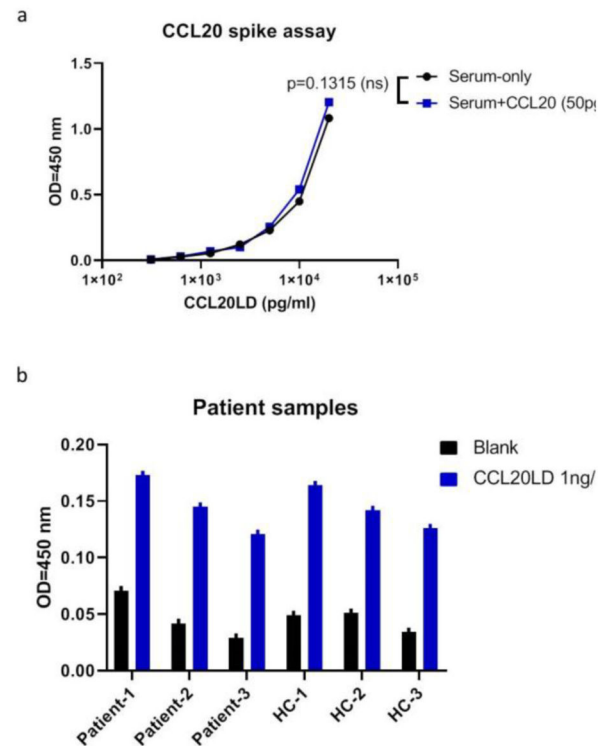 a
CCL20 spike assay
1.5
1.0
0.5
0.0
OD=450 nm
p=0.1315 (ns)
Serum-only
Serum+CCL20 (50p
1×10²
1×10³
1×10⁴
1×10⁵
CCL20LD (pg/ml)
b
Patient samples
0.20
0.15
0.10
0.05
0.00
OD=450 nm
Blank
CCL20LD 1ng/
Patient-1
Patient-2
Patient-3
HC-1
HC-2
HC-3